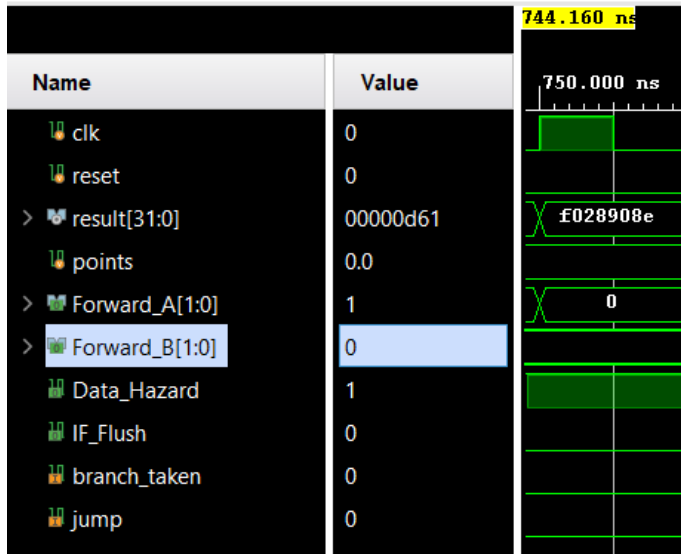 744.160 ns
Name Value 750.000 ns
clk 0
reset 0
result[31:0] 00000d61 f028908e
points 0.0
Forward_A[1:0] 1 0
Forward_B[1:0] 0
Data_Hazard 1
IF_Flush 0
branch_taken 0
jump 0